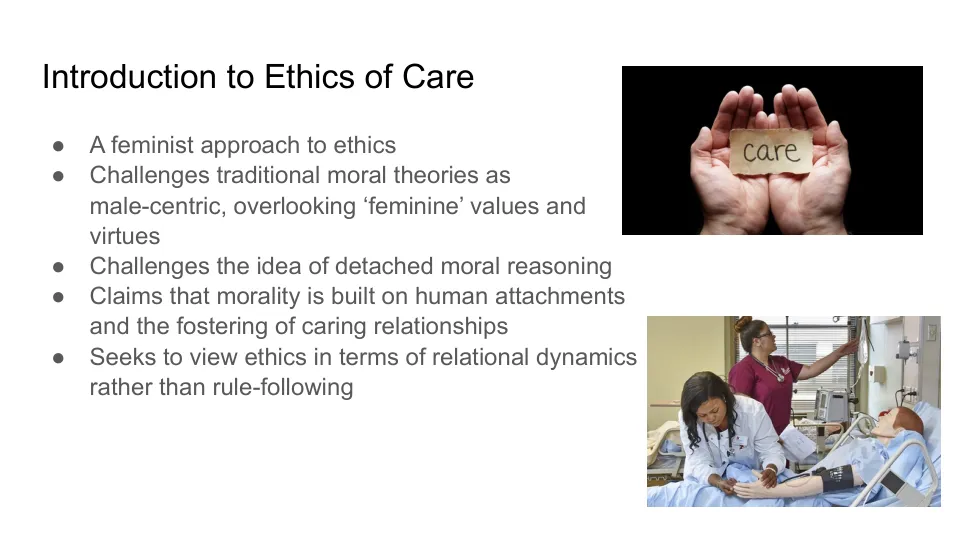 Introduction to Ethics of Care
● A feminist approach to ethics
● Challenges traditional moral theories as
male-centric, overlooking ‘feminine’ values and
virtues
● Challenges the idea of detached moral reasoning
● Claims that morality is built on human attachments
and the fostering of caring relationships
● Seeks to view ethics in terms of relational dynamics
rather than rule-following
care